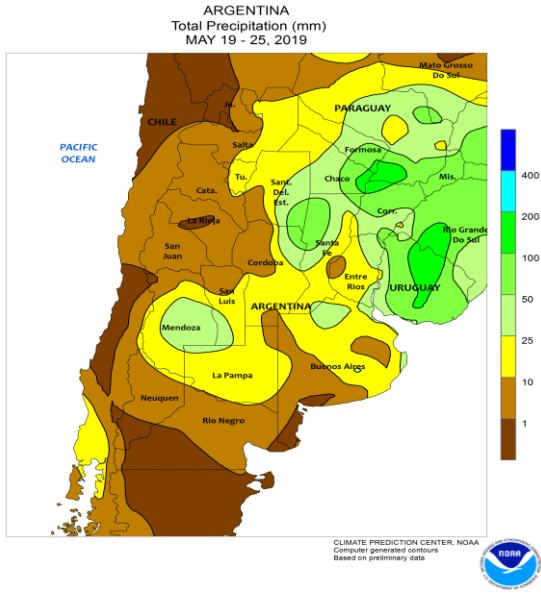 ARGENTINA
Total Precipitation (mm)
MAY 19 - 25, 2019
Mato Grosso
Do Sul
Ju.
PARAGUAY
CHILE
PACIFIC
OCEAN
Salta
Formosa
Tu.
Sant.
Del.
Est.
Chaco
Mis.
Cata.
Corr.
La Rioja
Rio Grande
Do Sul
San
Juan
Santa
Fe
Cordoba
Entre
Rios
URUGUAY
San
Luis
ARGENTINA
Mendoza
La Pampa
Buenos Aires
Neuquen
Rio Negro
400
200
100
50
25
10
1
CLIMATE PREDICTION CENTER, NOAA
Computer generated contours
Based on preliminary data
NOAA